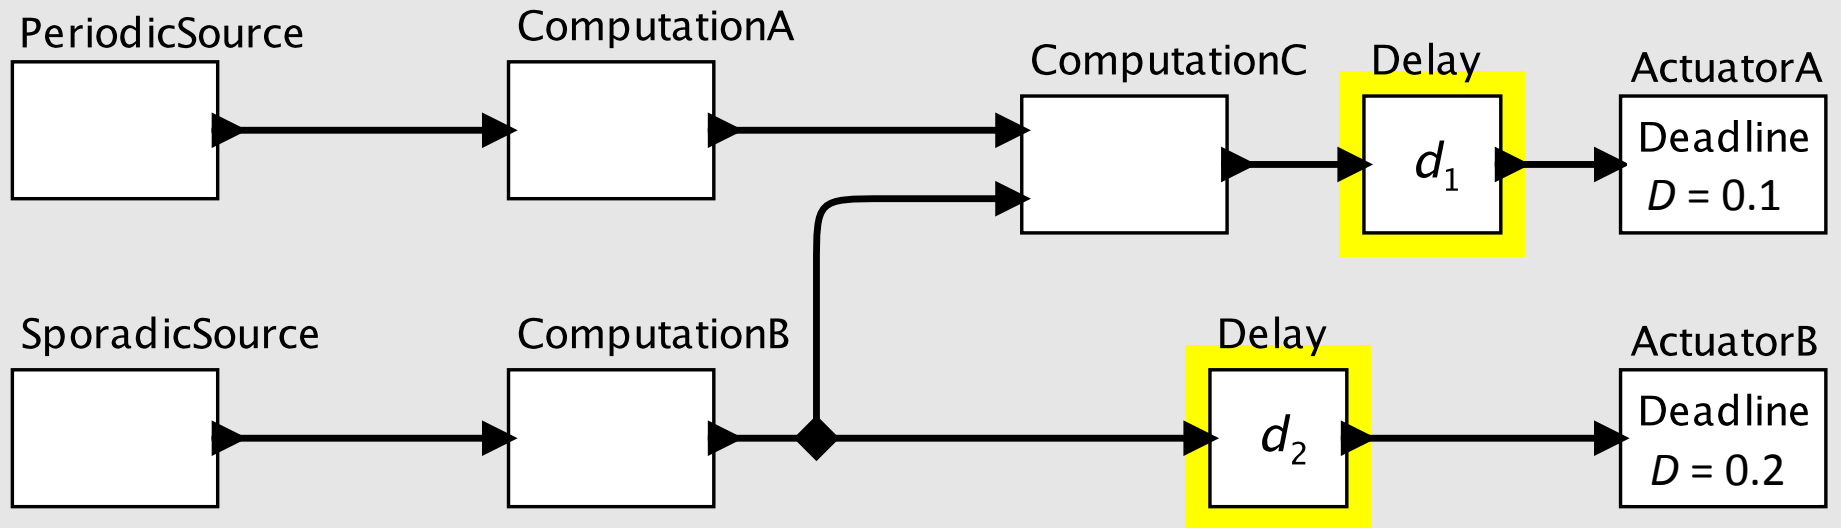 PeriodicSource
ComputationA
ComputationC
Delay
d1
ActuatorA
Deadline
D = 0.1
SporadicSource
ComputationB
Delay
d2
ActuatorB
Deadline
D = 0.2